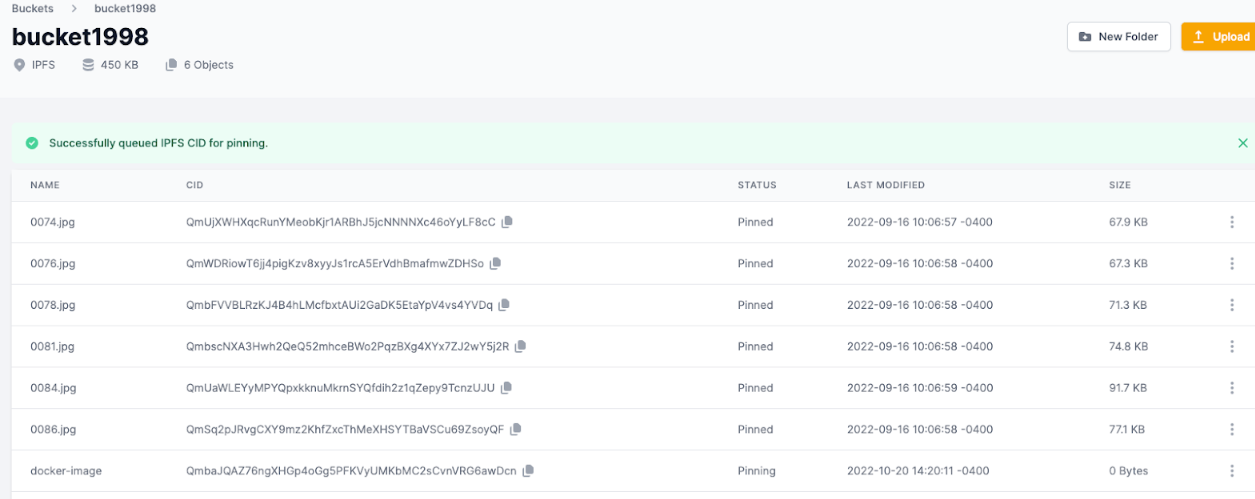 Buckets > bucket1998
bucket1998
New Folder Upload
IPFS 450 KB 6 Objects
Successfully queued IPFS CID for pinning.
NAME CID STATUS LAST MODIFIED SIZE
0074.jpg QmUjXWHXqcRunYMeobKjr1ARBhJ5jcNNNNXc46oYyLF8cC Pinned 2022-09-16 10:06:57 -0400 67.9 KB
0076.jpg QmWDRiowT6jj4pigKzv8xyyJs1rcA5ErVdhBmafmwZDHSo Pinned 2022-09-16 10:06:58 -0400 67.3 KB
0078.jpg QmbFVVBLRzKJ4B4hLMcfbxtAUi2GaDK5EtaYpV4vs4YVDq Pinned 2022-09-16 10:06:58 -0400 71.3 KB
0081.jpg QmbscNXA3Hwh2QeQ52mhceBWo2PqzBXg4XYx7ZJ2wY5j2R Pinned 2022-09-16 10:06:58 -0400 74.8 KB
0084.jpg QmUaWLEYyMPYQpxkknuMkrnSYQfdih2z1qZepy9TcnzUJU Pinned 2022-09-16 10:06:59 -0400 91.7 KB
0086.jpg QmSq2pJRvgCXY9mz2KhfZxcThMeXHSYTBaVSCu69ZsoyQF Pinned 2022-09-16 10:06:58 -0400 77.1 KB
docker-image QmbaJQAZ76ngXHGp4oGg5PFKVyUMKbMC2sCvnVRG6awDcn Pinning 2022-10-20 14:20:11 -0400 0 Bytes